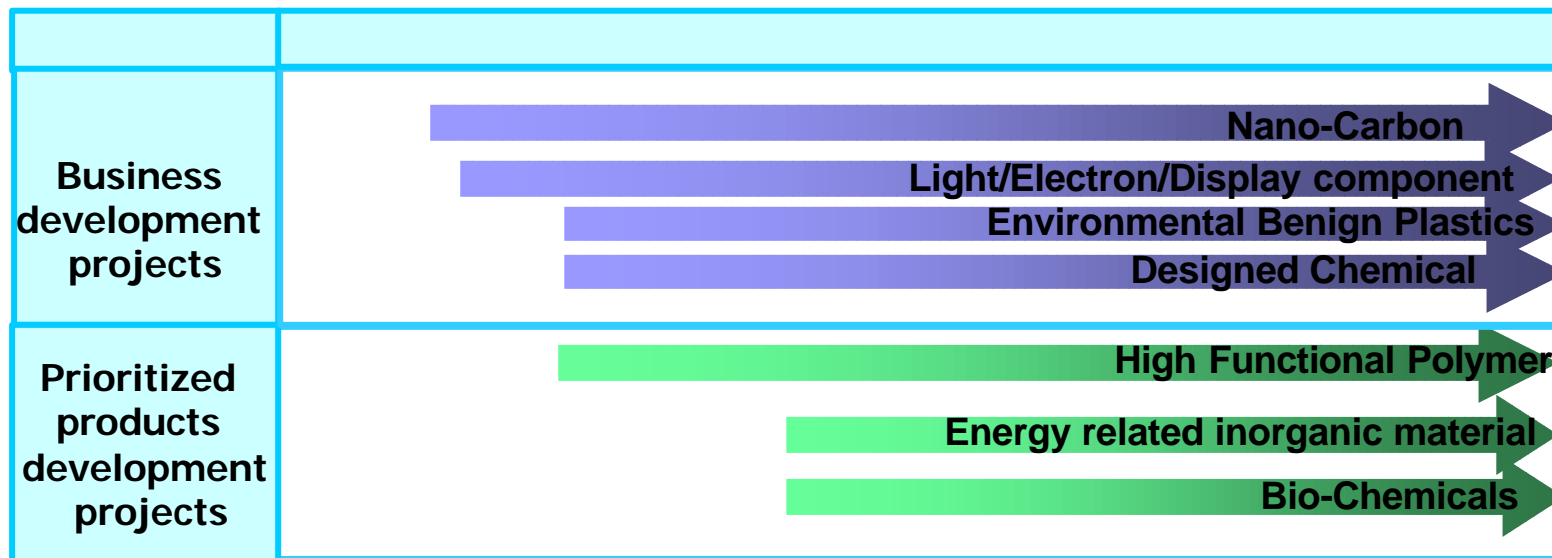 Business
development
projects
Nano-Carbon
Light/Electron/Display component
Environmental Benign Plastics
Designed Chemical
Prioritized
products
development
projects
High Functional Polymer
Energy related inorganic material
Bio-Chemicals